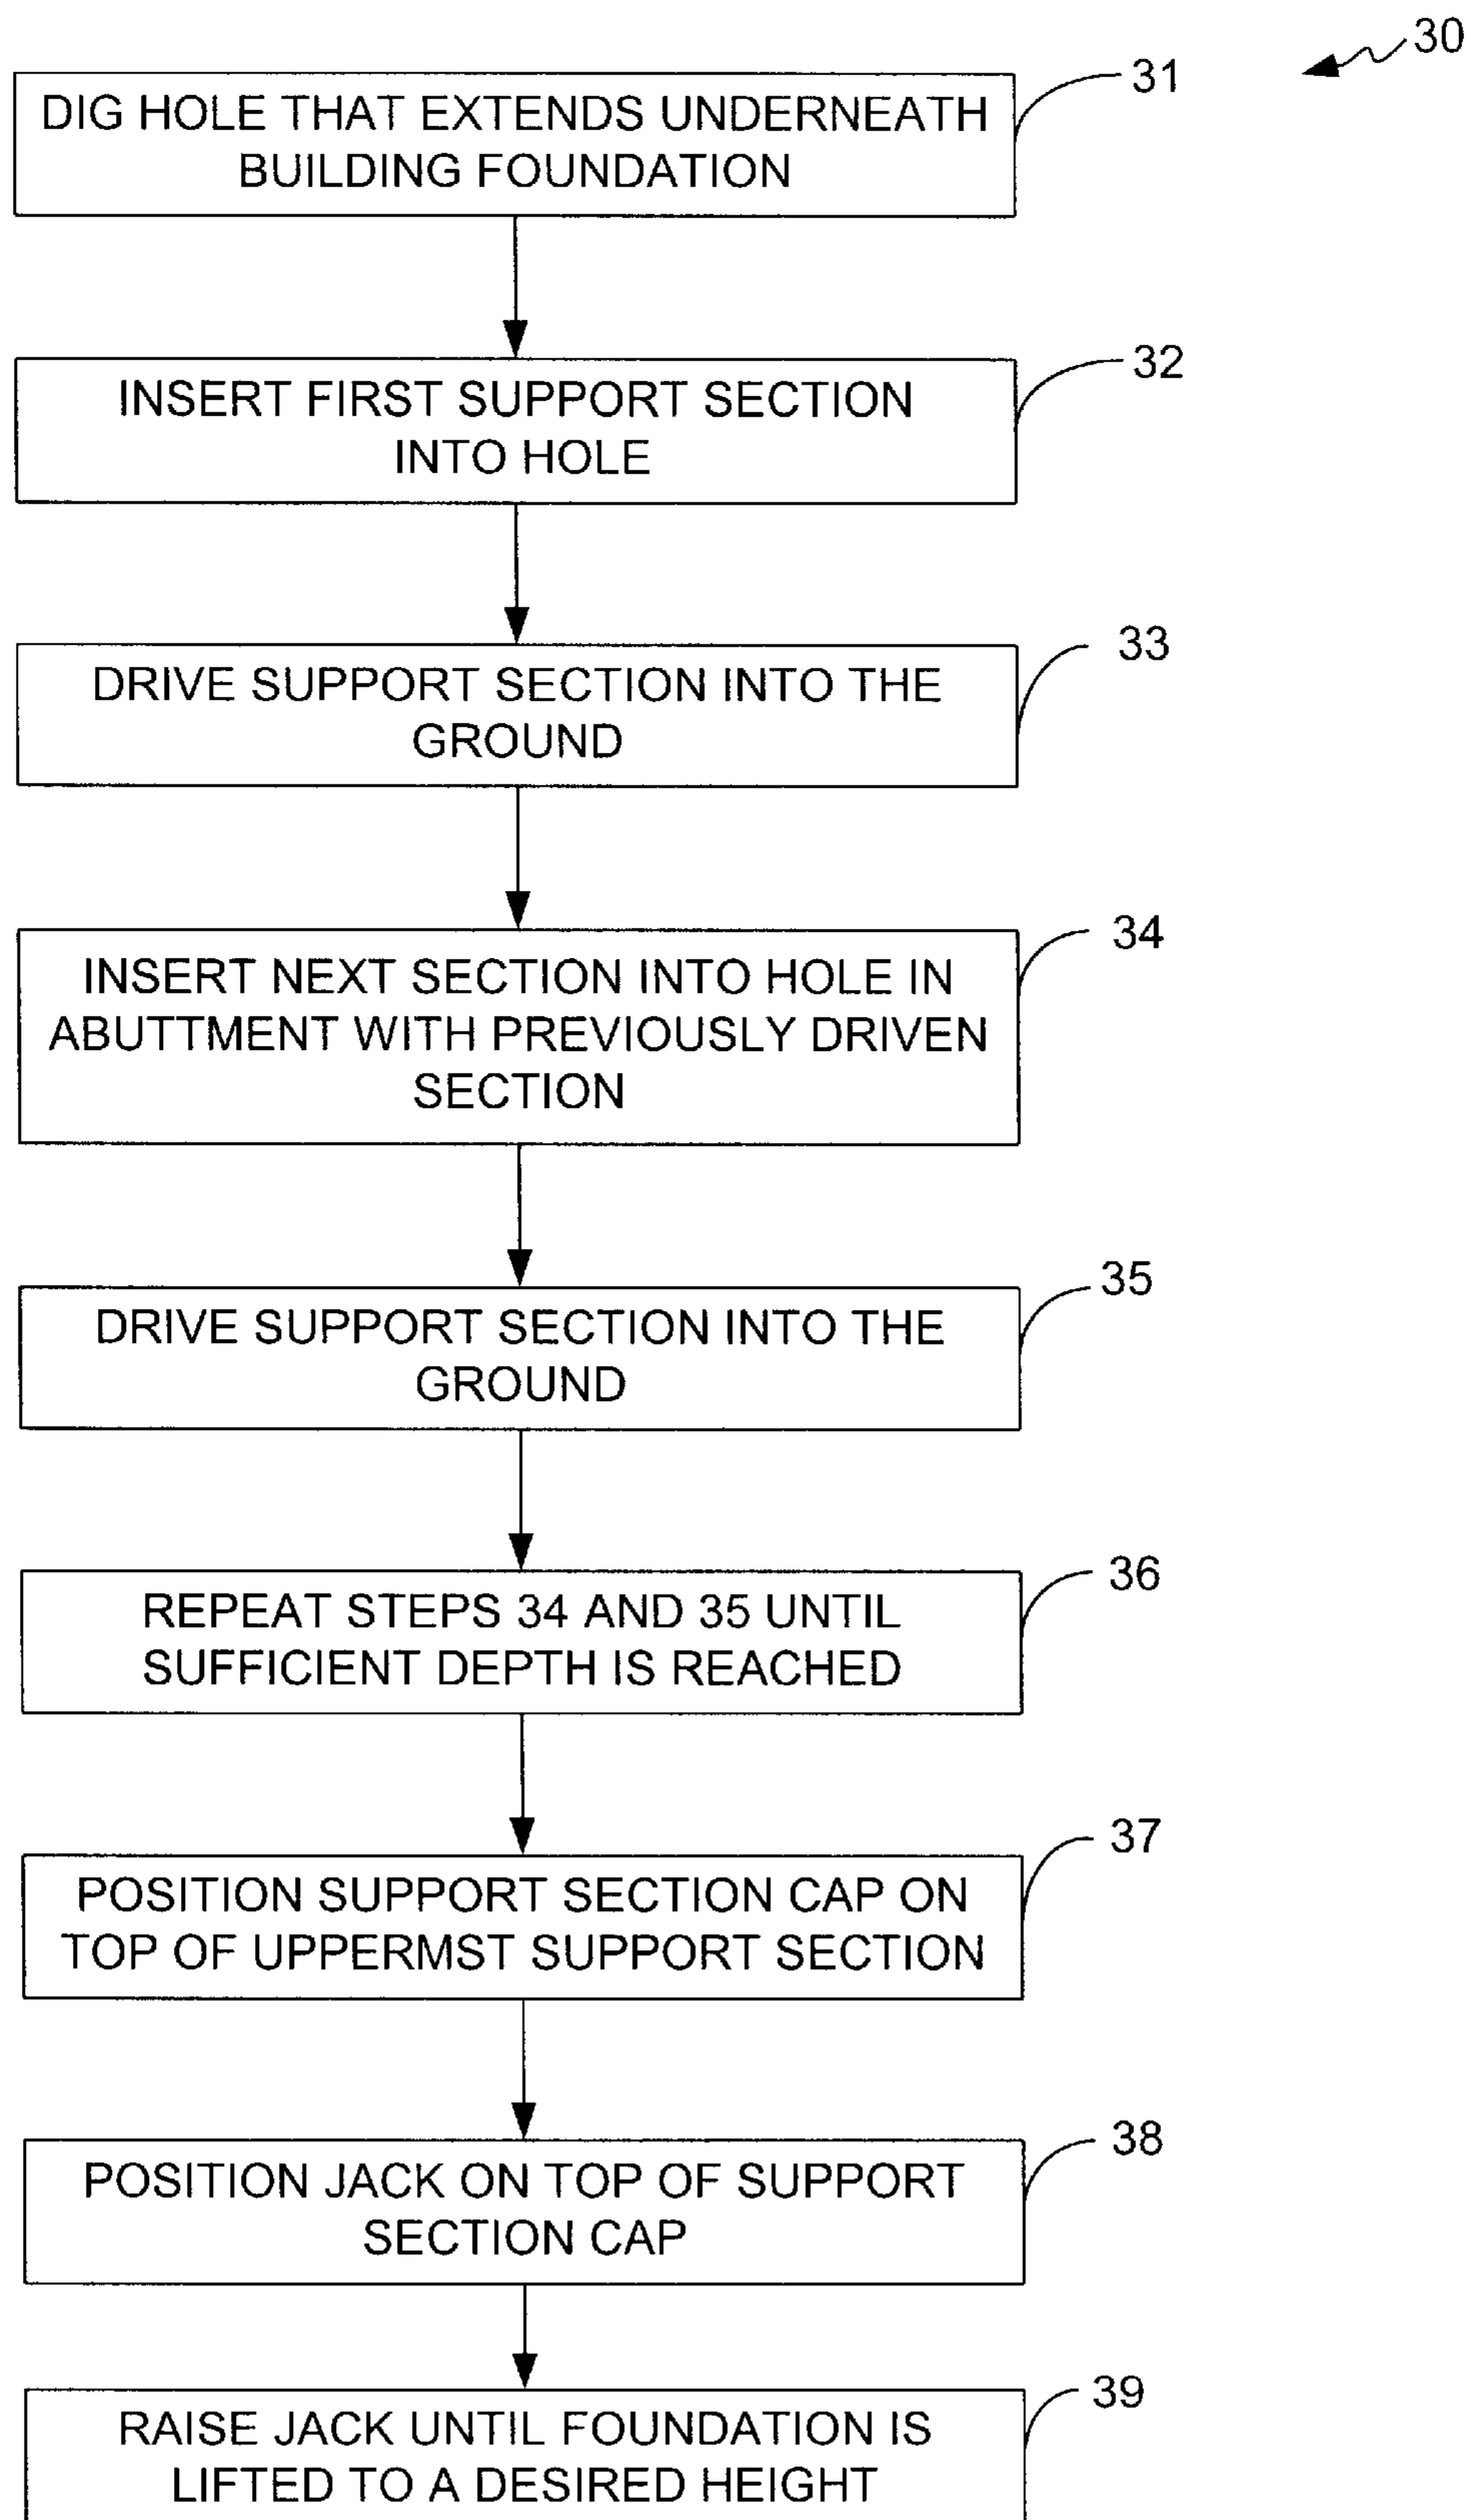 30
31
DIG HOLE THAT EXTENDS UNDERNEATH
BUILDING FOUNDATION
32
INSERT FIRST SUPPORT SECTION
INTO HOLE
33
DRIVE SUPPORT SECTION INTO THE
GROUND
34
INSERT NEXT SECTION INTO HOLE IN
ABUTTMENT WITH PREVIOUSLY DRIVEN
SECTION
35
DRIVE SUPPORT SECTION INTO THE
GROUND
36
REPEAT STEPS 34 AND 35 UNTIL
SUFFICIENT DEPTH IS REACHED
37
POSITION SUPPORT SECTION CAP ON
TOP OF UPPERMST SUPPORT SECTION
38
POSITION JACK ON TOP OF SUPPORT
SECTION CAP
39
RAISE JACK UNTIL FOUNDATION IS
LIFTED TO A DESIRED HEIGHT